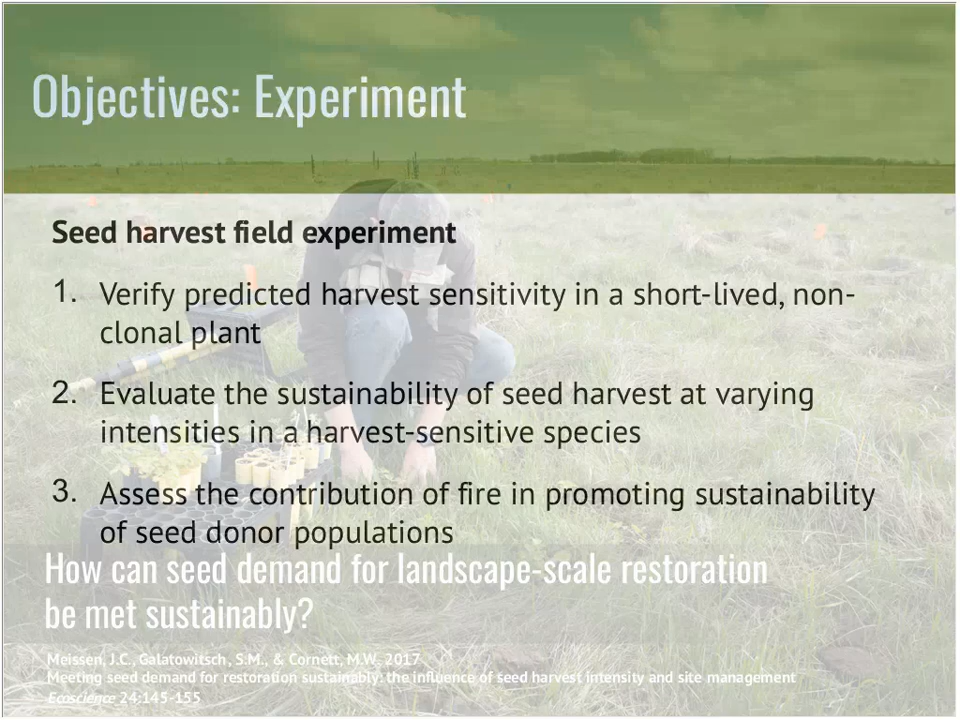 Objectives: Experiment
Seed harvest field experiment
1. Verify predicted harvest sensitivity in a short-lived, non-
clonal plant
2. Evaluate the sustainability of seed harvest at varying
intensities in a harvest-sensitive species
3. Assess the contribution of fire in promoting sustainability
of seed donor populations
How can seed demand for landscape-scale restoration
be met sustainably?
Meissen, J.C., Galatowitsch, S.M., & Cornett, M.W. 2017
Meeting seed demand for restoration sustainably: the influence of seed harvest intensity and site management
Ecoscience 24:145-155